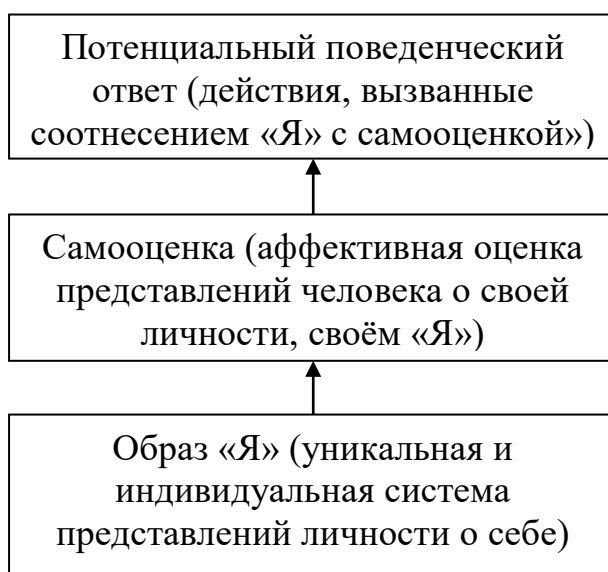 Потенциальный поведенческий
ответ (действия, вызванные
соотнесением «Я» с самооценкой»)
Самооценка (аффективная оценка
представлений человека о своей
личности, своём «Я»)
Образ «Я» (уникальная и
индивидуальная система
представлений личности о себе)